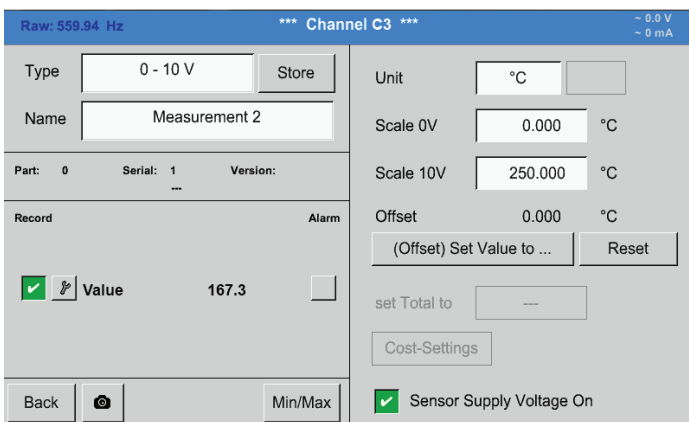 Raw: 559.94 Hz
*** Channel C3 ***
~ 0.0 V
~ 0 mA
Type
0 - 10 V
Store
Name
Measurement 2
Part: 0 Serial: 1 Version:
---
Record
Alarm
Value 167.3
Back
Min/Max
Unit
°C
Scale 0V
0.000 °C
Scale 10V
250.000 °C
Offset
0.000 °C
(Offset) Set Value to ...
Reset
set Total to
---
Cost-Settings
Sensor Supply Voltage On